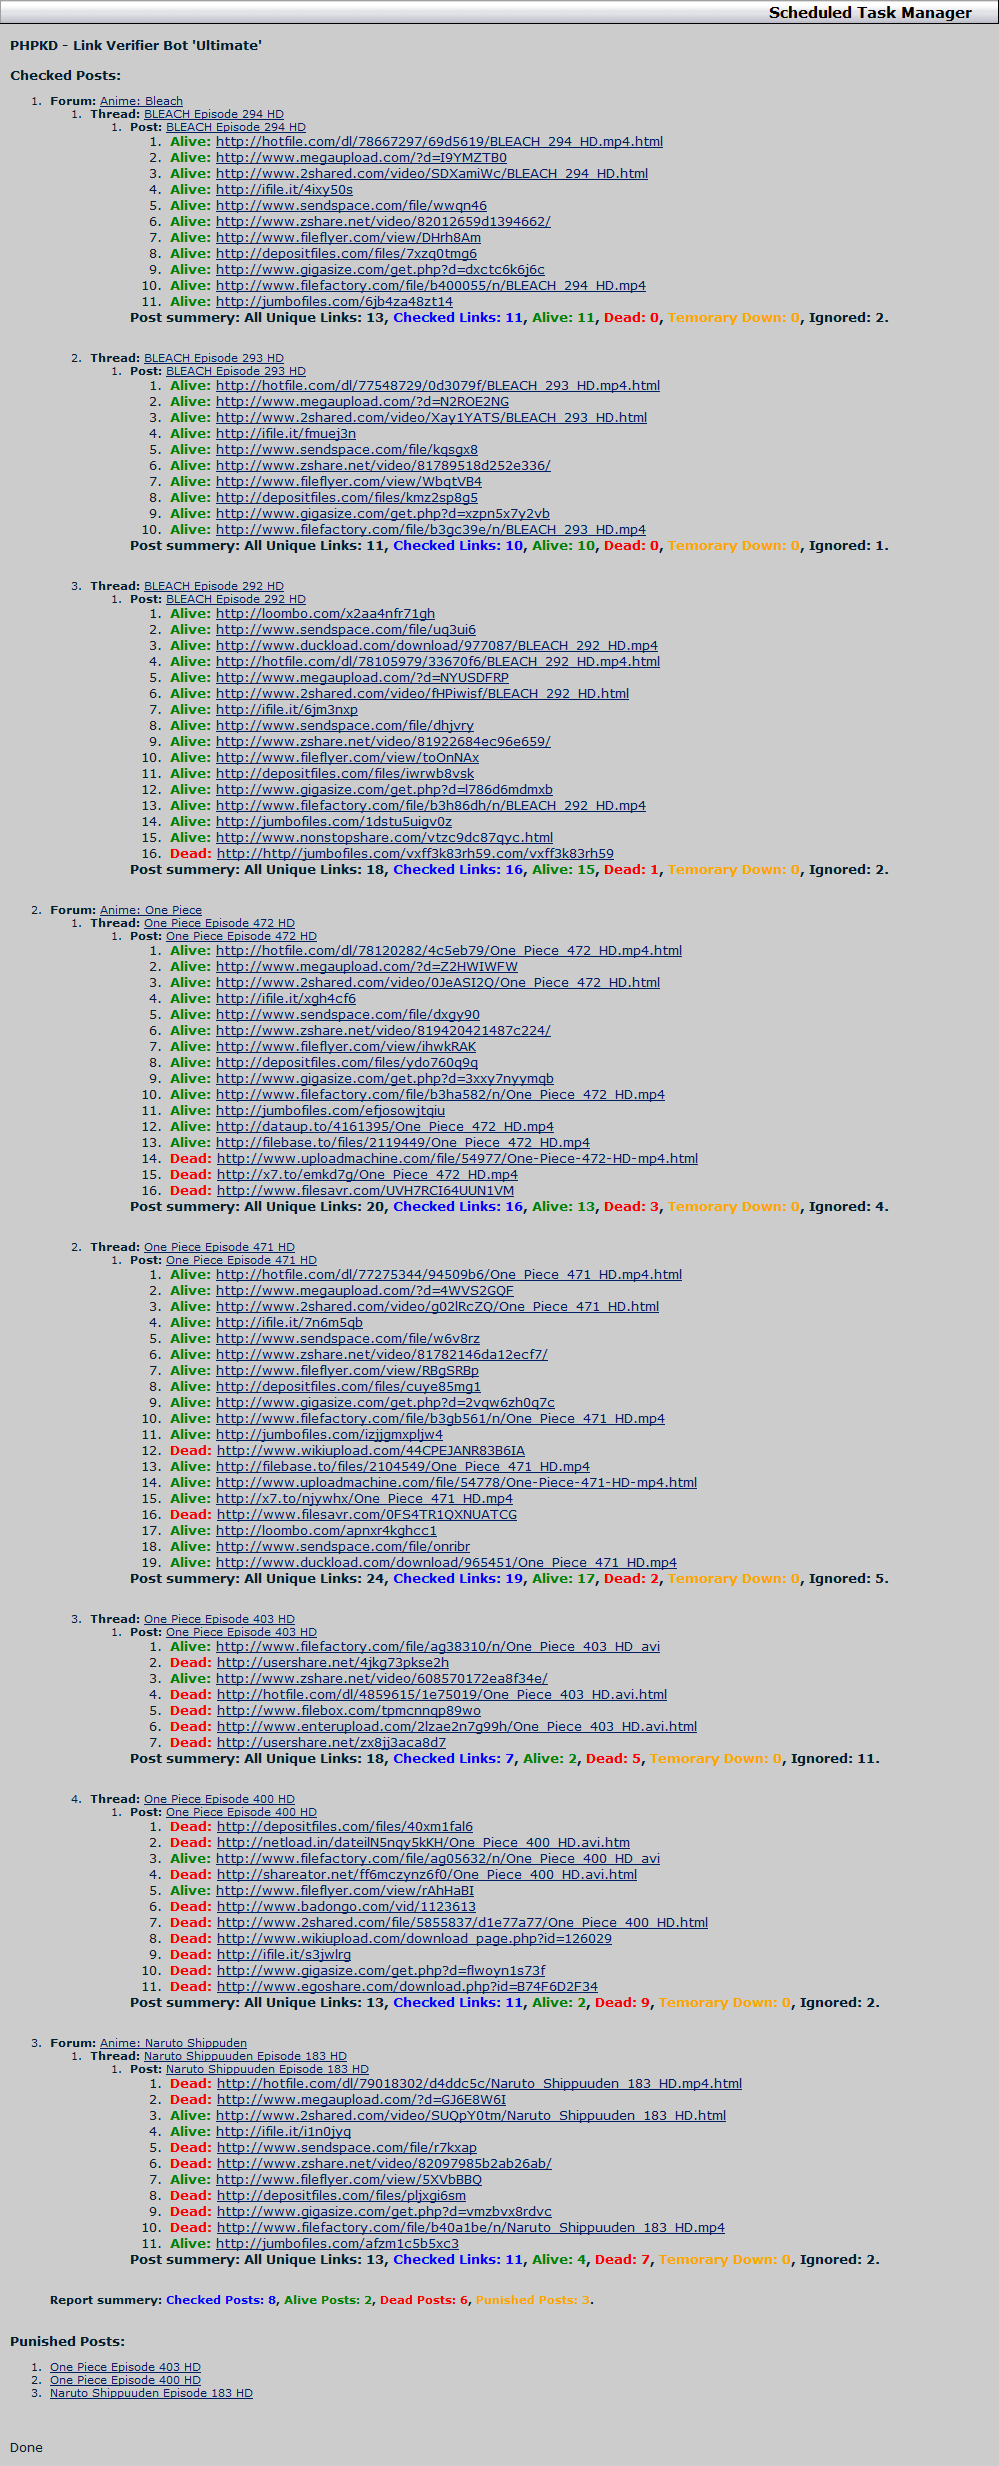 Scheduled Task Manager
PHPKD - Link Verifier Bot 'Ultimate'
Checked Posts:
1. Forum: Anime: Bleach
1. Thread: BLEACH Episode 294 HD
1. Post: BLEACH Episode 294 HD
1. Alive: http://hotfile.com/dl/78667297/69d5619/BLEACH_294_HD.mp4.html
2. Alive: http://www.megaupload.com/?d=I9YMZTB0
3. Alive: http://www.2shared.com/video/SDXamiWc/BLEACH_294_HD.html
4. Alive: http://ifile.it/4ixy50s
5. Alive: http://www.sendspace.com/file/wwqn46
6. Alive: http://www.zshare.net/video/82012659d1394662/
7. Alive: http://www.fileflyer.com/view/DHrh8Am
8. Alive: http://depositfiles.com/files/7xzq0tmg6
9. Alive: http://www.gigasize.com/get.php?d=dxctc6k6j6c
10. Alive: http://www.filefactory.com/file/b400055/n/BLEACH_294_HD.mp4
11. Alive: http://jumbofiles.com/6jb4za48zt14
Post summery: All Unique Links: 13, Checked Links: 11, Alive: 11, Dead: 0, Temorary Down: 0, Ignored: 2.
2. Thread: BLEACH Episode 293 HD
1. Post: BLEACH Episode 293 HD
1. Alive: http://hotfile.com/dl/77548729/0d3079f/BLEACH_293_HD.mp4.html
2. Alive: http://www.megaupload.com/?d=N2ROE2NG
3. Alive: http://www.2shared.com/video/Xay1YATS/BLEACH_293_HD.html
4. Alive: http://ifile.it/fmuej3n
5. Alive: http://www.sendspace.com/file/kqsgx8
6. Alive: http://www.zshare.net/video/81789518d252e336/
7. Alive: http://www.fileflyer.com/view/WbqtVB4
8. Alive: http://depositfiles.com/files/kmz2sp8g5
9. Alive: http://www.gigasize.com/get.php?d=xzpn5x7y2vb
10. Alive: http://www.filefactory.com/file/b3gc39e/n/BLEACH_293_HD.mp4
Post summery: All Unique Links: 11, Checked Links: 10, Alive: 10, Dead: 0, Temorary Down: 0, Ignored: 1.
3. Thread: BLEACH Episode 292 HD
1. Post: BLEACH Episode 292 HD
1. Alive: http://loombo.com/x2aa4nfr71gh
2. Alive: http://www.sendspace.com/file/uq3ui6
3. Alive: http://www.duckload.com/download/977087/BLEACH_292_HD.mp4
4. Alive: http://hotfile.com/dl/78105979/33670f6/BLEACH_292_HD.mp4.html
5. Alive: http://www.megaupload.com/?d=NYUSDFRP
6. Alive: http://www.2shared.com/video/fHPiwisf/BLEACH_292_HD.html
7. Alive: http://ifile.it/6jm3nxp
8. Alive: http://www.sendspace.com/file/dhjvry
9. Alive: http://www.zshare.net/video/81922684ec96e659/
10. Alive: http://www.fileflyer.com/view/toOnNAx
11. Alive: http://depositfiles.com/files/iwrwb8vsk
12. Alive: http://www.gigasize.com/get.php?d=l786d6mdmxb
13. Alive: http://www.filefactory.com/file/b3h86dh/n/BLEACH_292_HD.mp4
14. Alive: http://jumbofiles.com/1dstu5uigv0z
15. Alive: http://www.nonstopshare.com/vtzc9dc87qyc.html
16. Dead: http://http//jumbofiles.com/vxff3k83rh59.com/vxff3k83rh59
Post summery: All Unique Links: 18, Checked Links: 16, Alive: 15, Dead: 1, Temorary Down: 0, Ignored: 2.
2. Forum: Anime: One Piece
1. Thread: One Piece Episode 472 HD
1. Post: One Piece Episode 472 HD
1. Alive: http://hotfile.com/dl/78120282/4c5eb79/One_Piece_472_HD.mp4.html
2. Alive: http://www.megaupload.com/?d=Z2HWIWFW
3. Alive: http://www.2shared.com/video/0JeASI2Q/One_Piece_472_HD.html
4. Alive: http://ifile.it/xgh4cf6
5. Alive: http://www.sendspace.com/file/dxgy90
6. Alive: http://www.zshare.net/video/819420421487c224/
7. Alive: http://www.fileflyer.com/view/ihwkRAK
8. Alive: http://depositfiles.com/files/ydo760q9q
9. Alive: http://www.gigasize.com/get.php?d=3xxy7nyymqb
10. Alive: http://www.filefactory.com/file/b3ha582/n/One_Piece_472_HD.mp4
11. Alive: http://jumbofiles.com/efjosowjtqiu
12. Alive: http://dataup.to/4161395/One_Piece_472_HD.mp4
13. Alive: http://filebase.to/files/2119449/One_Piece_472_HD.mp4
14. Dead: http://www.uploadmachine.com/file/54977/One-Piece-472-HD-mp4.html
15. Dead: http://x7.to/emkd7g/One_Piece_472_HD.mp4
16. Dead: http://www.filesavr.com/UVH7RCI64UUN1VM
Post summery: All Unique Links: 20, Checked Links: 16, Alive: 13, Dead: 3, Temorary Down: 0, Ignored: 4.
2. Thread: One Piece Episode 471 HD
1. Post: One Piece Episode 471 HD
1. Alive: http://hotfile.com/dl/77275344/94509b6/One_Piece_471_HD.mp4.html
2. Alive: http://www.megaupload.com/?d=4WVS2GQF
3. Alive: http://www.2shared.com/video/g02lRcZQ/One_Piece_471_HD.html
4. Alive: http://ifile.it/7n6m5qb
5. Alive: http://www.sendspace.com/file/w6v8rz
6. Alive: http://www.zshare.net/video/81782146da12ecf7/
7. Alive: http://www.fileflyer.com/view/RBgSRBp
8. Alive: http://depositfiles.com/files/cuye85mg1
9. Alive: http://www.gigasize.com/get.php?d=2vqw6zh0q7c
10. Alive: http://www.filefactory.com/file/b3gb561/n/One_Piece_471_HD.mp4
11. Alive: http://jumbofiles.com/izjjgmxpljw4
12. Dead: http://www.wikiupload.com/44CPEJANR83B6IA
13. Alive: http://filebase.to/files/2104549/One_Piece_471_HD.mp4
14. Alive: http://www.uploadmachine.com/file/54778/One-Piece-471-HD-mp4.html
15. Alive: http://x7.to/njywhx/One_Piece_471_HD.mp4
16. Dead: http://www.filesavr.com/0FS4TR1QXNUATCG
17. Alive: http://loombo.com/apnxr4kghcc1
18. Alive: http://www.sendspace.com/file/onribr
19. Alive: http://www.duckload.com/download/965451/One_Piece_471_HD.mp4
Post summery: All Unique Links: 24, Checked Links: 19, Alive: 17, Dead: 2, Temorary Down: 0, Ignored: 5.
3. Thread: One Piece Episode 403 HD
1. Post: One Piece Episode 403 HD
1. Alive: http://www.filefactory.com/file/ag38310/n/One_Piece_403_HD_avi
2. Dead: http://usershare.net/4jkg73pkse2h
3. Alive: http://www.zshare.net/video/608570172ea8f34e/
4. Dead: http://hotfile.com/dl/4859615/1e75019/One_Piece_403_HD.avi.html
5. Dead: http://www.filebox.com/tpmcnnqp89wo
6. Dead: http://www.enterupload.com/2lzae2n7g99h/One_Piece_403_HD.avi.html
7. Dead: http://usershare.net/zx8jj3aca8d7
Post summery: All Unique Links: 18, Checked Links: 7, Alive: 2, Dead: 5, Temorary Down: 0, Ignored: 11.
4. Thread: One Piece Episode 400 HD
1. Post: One Piece Episode 400 HD
1. Dead: http://depositfiles.com/files/40xm1fal6
2. Dead: http://netload.in/dateilN5nqy5kKH/One_Piece_400_HD.avi.htm
3. Alive: http://www.filefactory.com/file/ag05632/n/One_Piece_400_HD_avi
4. Dead: http://shareator.net/ff6mczynz6f0/One_Piece_400_HD.avi.html
5. Alive: http://www.fileflyer.com/view/rAhHaBI
6. Dead: http://www.badongo.com/vid/1123613
7. Dead: http://www.2shared.com/file/5855837/d1e77a77/One_Piece_400_HD.html
8. Dead: http://www.wikiupload.com/download_page.php?id=126029
9. Dead: http://ifile.it/s3jwlrg
10. Dead: http://www.gigasize.com/get.php?d=flwoyn1s73f
11. Dead: http://www.egoshare.com/download.php?id=B74F6D2F34
Post summery: All Unique Links: 13, Checked Links: 11, Alive: 2, Dead: 9, Temorary Down: 0, Ignored: 2.
3. Forum: Anime: Naruto Shippuden
1. Thread: Naruto Shippuuden Episode 183 HD
1. Post: Naruto Shippuuden Episode 183 HD
1. Dead: http://hotfile.com/dl/79018302/d4ddc5c/Naruto_Shippuuden_183_HD.mp4.html
2. Dead: http://www.megaupload.com/?d=GJ6E8W6I
3. Alive: http://www.2shared.com/video/SUQpY0tm/Naruto_Shippuuden_183_HD.html
4. Alive: http://ifile.it/i1n0jyq
5. Dead: http://www.sendspace.com/file/r7kxap
6. Dead: http://www.zshare.net/video/82097985b2ab26ab/
7. Alive: http://www.fileflyer.com/view/5XVbBBQ
8. Dead: http://depositfiles.com/files/pljxgi6sm
9. Dead: http://www.gigasize.com/get.php?d=vmzbvx8rdvc
10. Dead: http://www.filefactory.com/file/b40a1be/n/Naruto_Shippuuden_183_HD.mp4
11. Alive: http://jumbofiles.com/afzm1c5b5xc3
Post summery: All Unique Links: 13, Checked Links: 11, Alive: 4, Dead: 7, Temorary Down: 0, Ignored: 2.
Report summery: Checked Posts: 8, Alive Posts: 2, Dead Posts: 6, Punished Posts: 3.
Punished Posts:
1. One Piece Episode 403 HD
2. One Piece Episode 400 HD
3. Naruto Shippuuden Episode 183 HD
Done